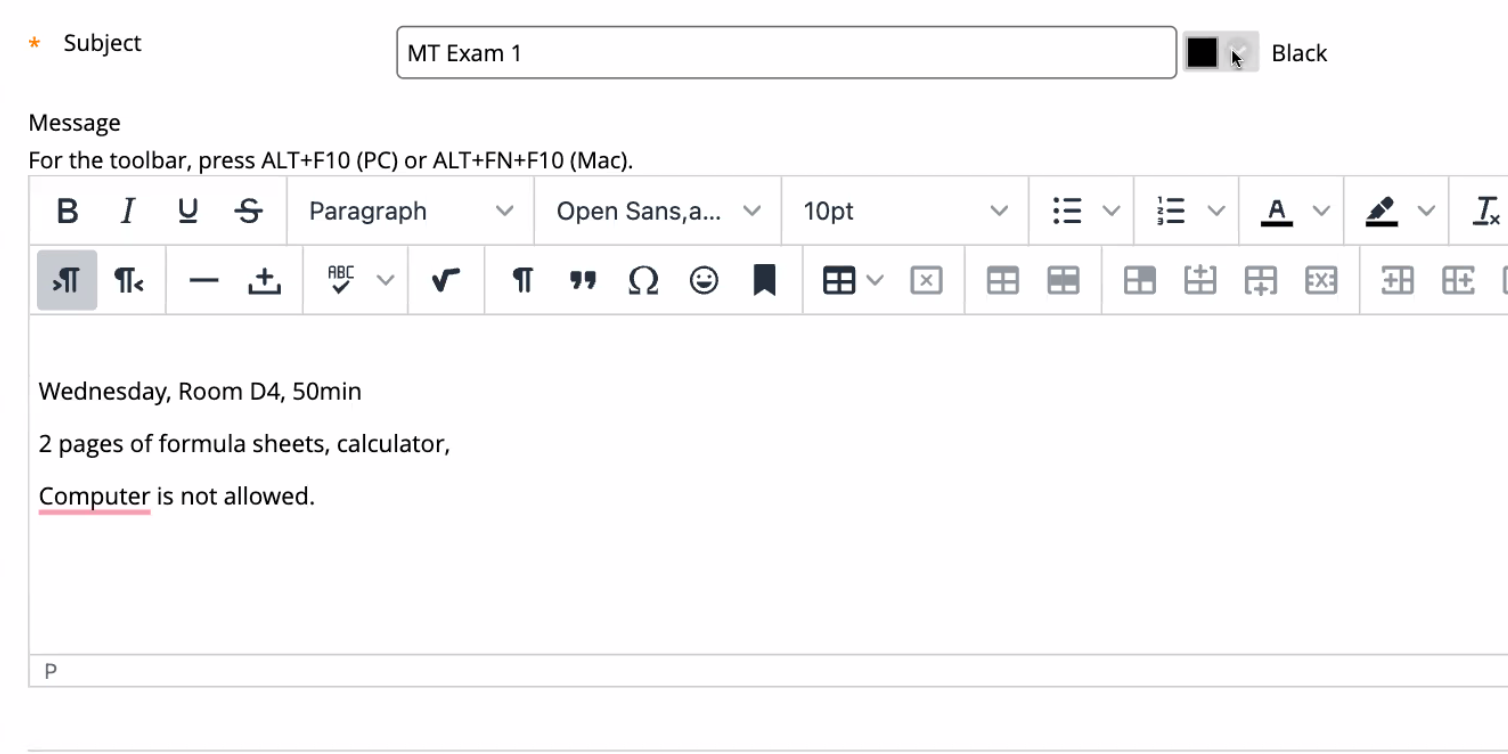 * Subject
MT Exam 1
Black
Message
For the toolbar, press ALT+F10 (PC) or ALT+FN+F10 (Mac).
B I U S Paragraph Open Sans,a... 10pt A Tx
ABC ¶ Ω
Wednesday, Room D4, 50min
2 pages of formula sheets, calculator,
Computer is not allowed.
P